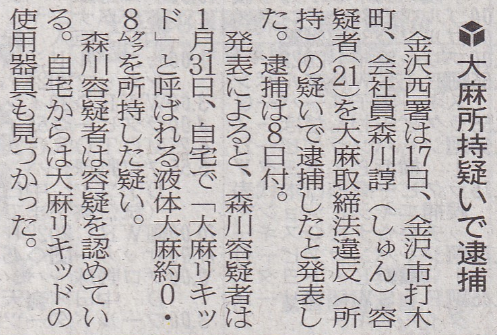 大麻所持疑いで逮捕
金沢西署は17日、金沢市打木
町、会社員森川諄（しゅん）容
疑者（21）を大麻取締法違反（所
持）の疑いで逮捕したと発表し
た。逮捕は8日付。
発表によると、森川容疑者は
1月31日、自宅で「大麻リキッ
ド」と呼ばれる液体大麻約0・
8グラムを所持した疑い。
森川容疑者は容疑を認めてい
る。自宅からは大麻リキッドの
使用器具も見つかった。